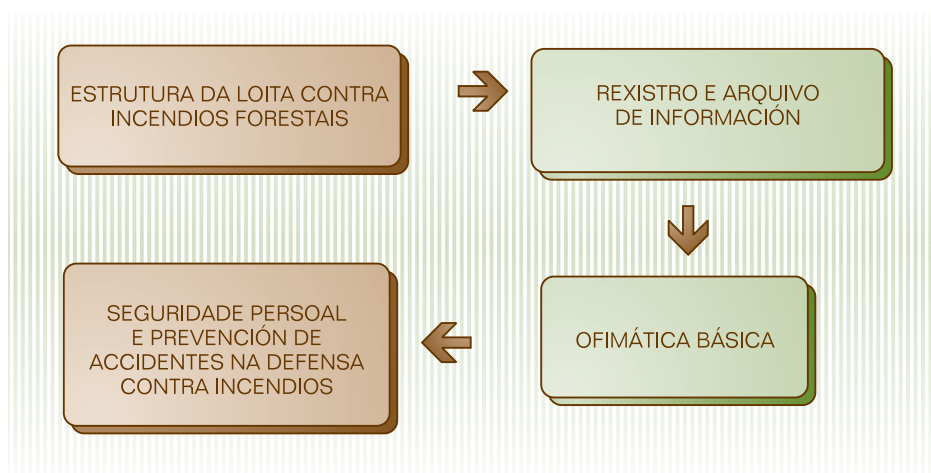 ESTRUTURA DA LOITA CONTRA
INCENDIOS FORESTAIS
REXISTRO E ARQUIVO
DE INFORMACIÓN
OFIMÁTICA BÁSICA
SEGURIDADE PERSOAL
E PREVENCIÓN DE
ACCIDENTES NA DEFENSA
CONTRA INCENDIOS